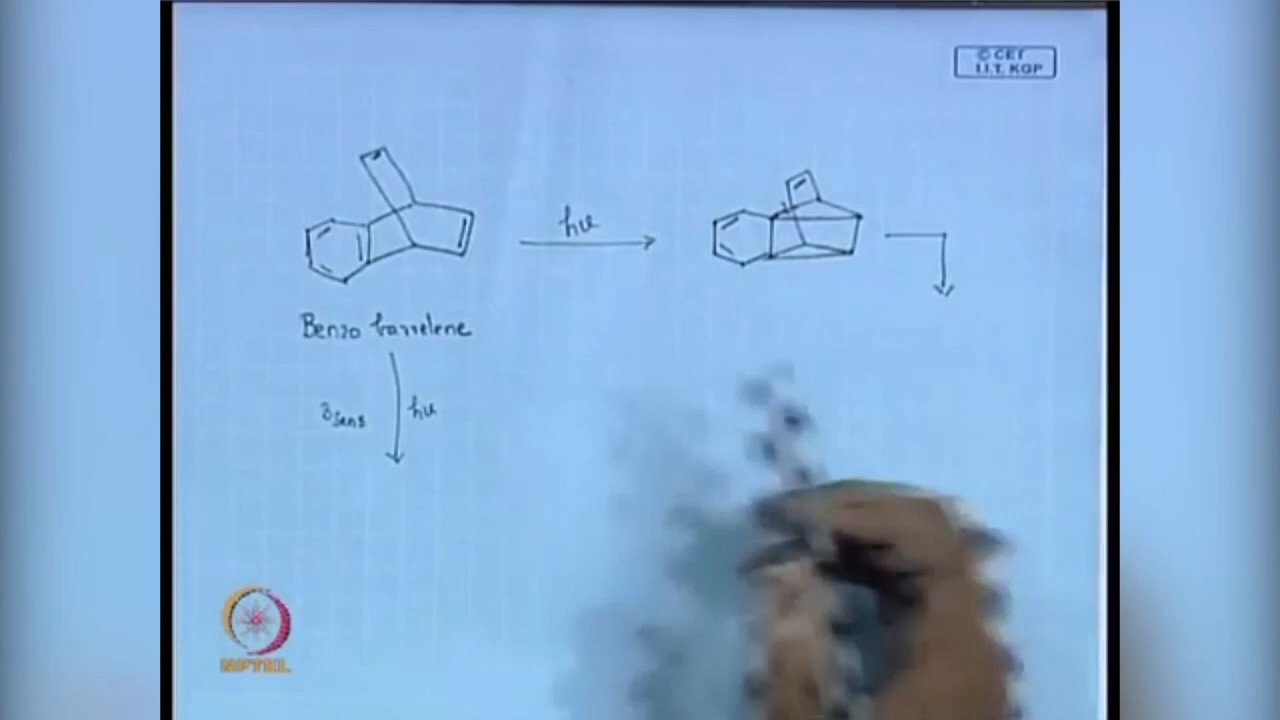 © CET
I.I.T. KGP
hν
Benzo barrelene
3sens hν
NPTEL